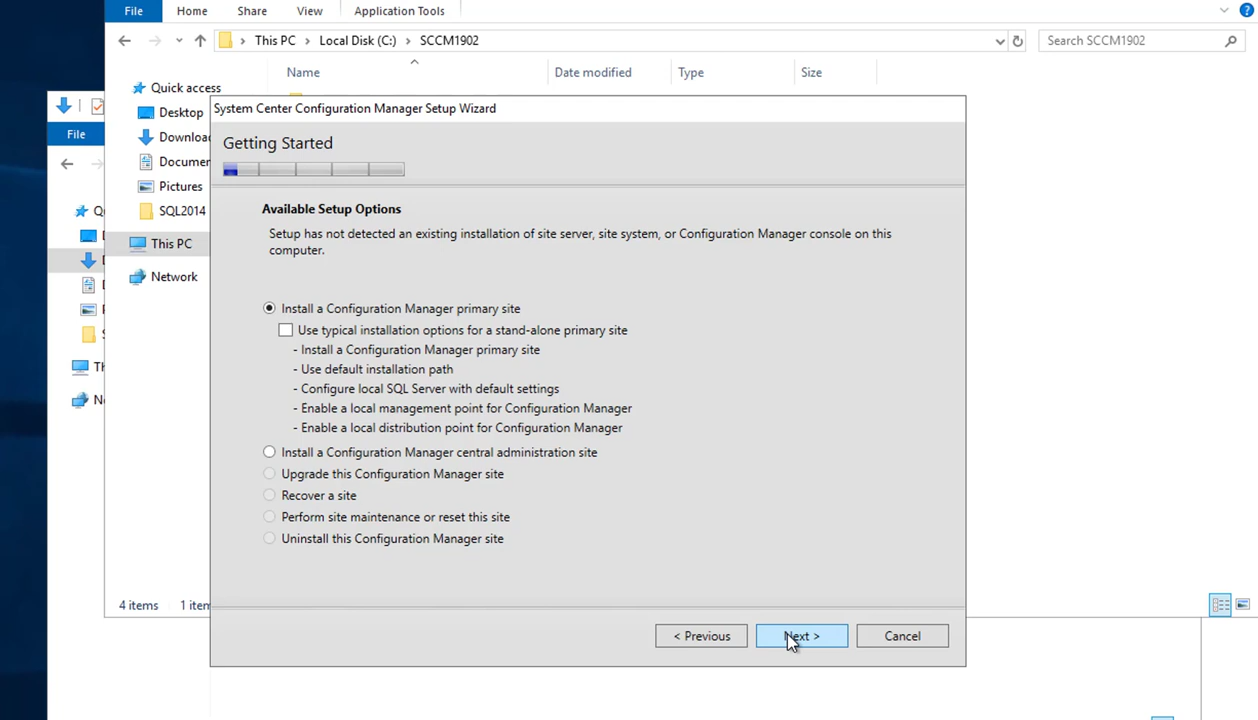 File Home Share View Application Tools
This PC > Local Disk (C:) > SCCM1902
Search SCCM1902
Name Date modified Type Size
Quick access
Desktop
Downloa
Documen
Pictures
SQL2014
This PC
Network
4 items 1 iten
File
System Center Configuration Manager Setup Wizard
Getting Started
Available Setup Options
Setup has not detected an existing installation of site server, site system, or Configuration Manager console on this
computer.
Install a Configuration Manager primary site
Use typical installation options for a stand-alone primary site
- Install a Configuration Manager primary site
- Use default installation path
- Configure local SQL Server with default settings
- Enable a local management point for Configuration Manager
- Enable a local distribution point for Configuration Manager
Install a Configuration Manager central administration site
Upgrade this Configuration Manager site
Recover a site
Perform site maintenance or reset this site
Uninstall this Configuration Manager site
< Previous Next > Cancel